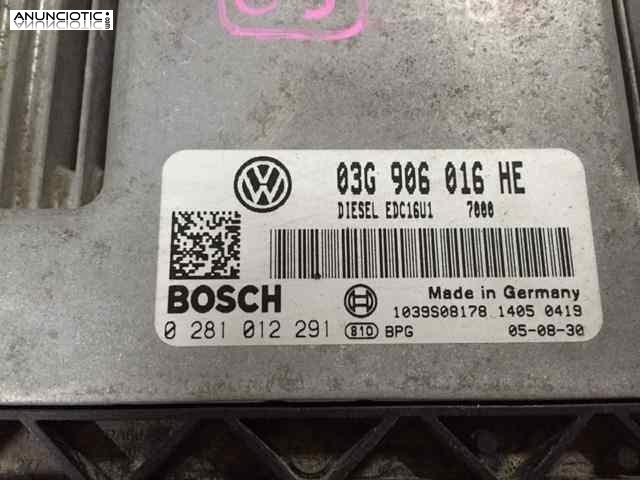 ANUNCIOTIC.com
03G 906 016 HE
DIESEL EDC16U1 7000
BOSCH
Made in Germany
1039S08178 1405 0419
0 281 012 291 810 BPG 05-08-30